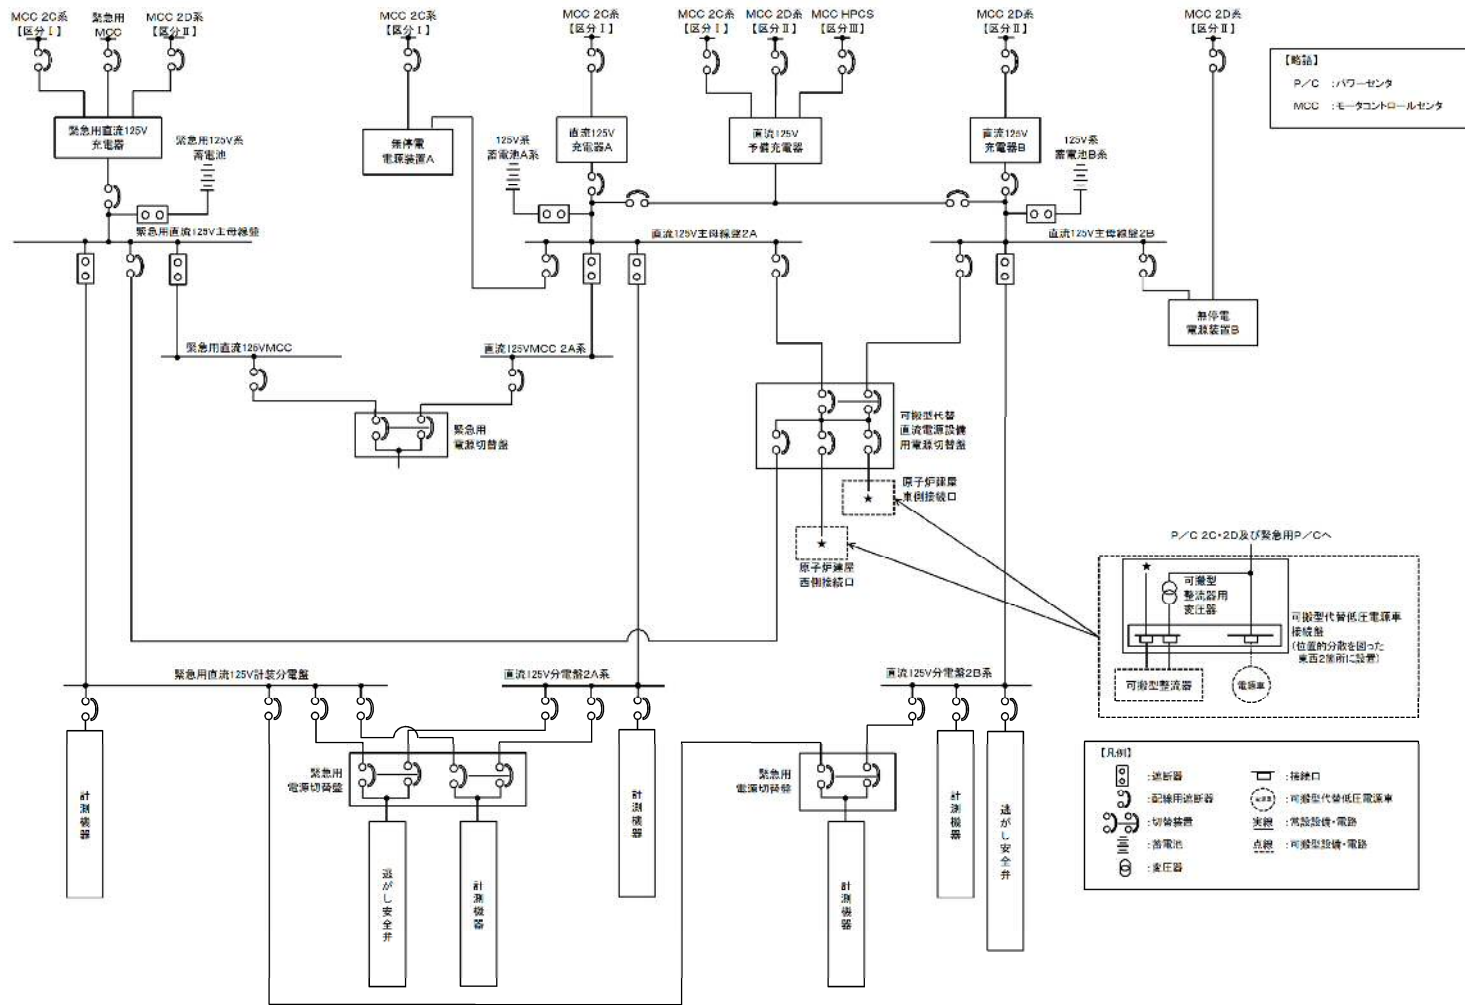 MCC 2C系
【区分Ⅰ】
緊急用
MCC
MCC 2D系
【区分Ⅱ】
MCC 2C系
【区分Ⅰ】
MCC 2C系
【区分Ⅰ】
MCC 2C系
【区分Ⅰ】
MCC 2D系
【区分Ⅱ】
MCC HPCS
【区分Ⅲ】
MCC 2D系
【区分Ⅱ】
MCC 2D系
【区分Ⅱ】
【略語】
P/C :パワーセンタ
MCC :モータコントロールセンタ
緊急用直流125V
充電器
緊急用125V系
蓄電池
無停電
電源装置A
125V系
蓄電池A系
直流125V
充電器A
直流125V
予備充電器
直流125V
充電器B
125V系
蓄電池B系
緊急用直流125V主母線盤
直流125V主母線盤2A
直流125V主母線盤2B
無停電
電源装置B
緊急用直流125VMCC
直流125VMCC 2A系
緊急用
電源切替盤
可搬型代替
直流電源設備
用電源切替盤
原子炉建屋
東側接続口
★
★
原子炉建屋
西側接続口
P/C 2C・2D及び緊急用P/Cへ
★
可搬型
整流器用
変圧器
可搬型代替低圧電源車
接続盤
(位置的分散を図った
東西2箇所に設置)
可搬型整流器
電源車
緊急用直流125V計装分電盤
直流125V分電盤2A系
直流125V分電盤2B系
緊急用
電源切替盤
緊急用
電源切替盤
計測機器
逃がし安全弁
計測機器
計測機器
計測機器
計測機器
逃がし安全弁
【凡例】
:遮断器
:配線用遮断器
:切替装置
:蓄電池
:変圧器
:接続口
電源車
:可搬型代替低圧電源車
実線 :常設設備・電路
点線 :可搬型設備・電路